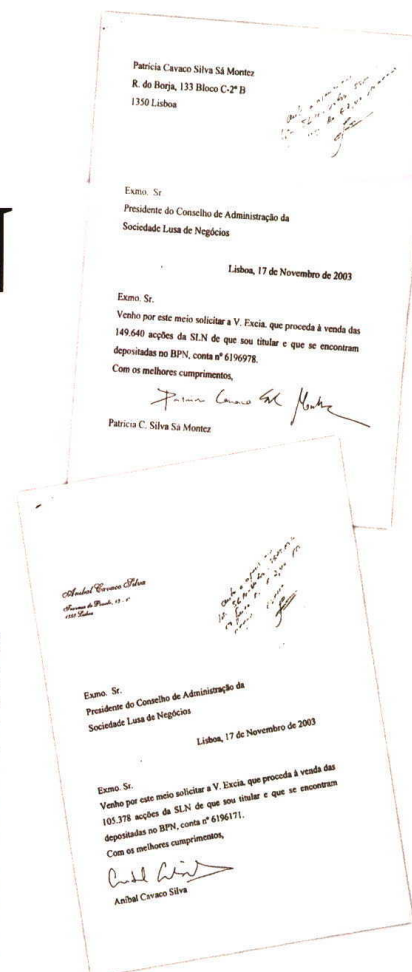 Patrícia Cavaco Silva Sá Montez
R. do Borja, 133 Bloco C-2º B
1350 Lisboa
Exmo. Sr.
Presidente do Conselho de Administração da
Sociedade Lusa de Negócios
Lisboa, 17 de Novembro de 2003
Exmo. Sr.
Venho por este meio solicitar a V. Excia. que proceda à venda das
149.640 acções da SLN de que sou titular e que se encontram
depositadas no BPN, conta nº 6196978.
Com os melhores cumprimentos,
Patrícia C. Silva Sá Montez
Aníbal Cavaco Silva
Exmo. Sr.
Presidente do Conselho de Administração da
Sociedade Lusa de Negócios
Lisboa, 17 de Novembro de 2003
Exmo. Sr.
Venho por este meio solicitar a V. Excia. que proceda à venda das
105.378 acções da SLN de que sou titular e que se encontram
depositadas no BPN, conta nº 6196171.
Com os melhores cumprimentos,
Aníbal Cavaco Silva